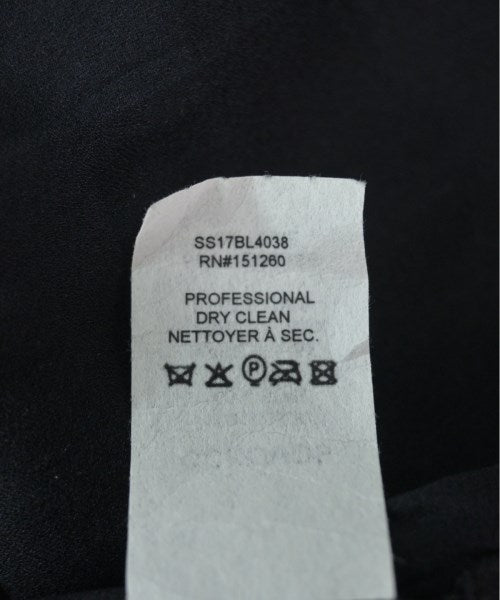 SS17BL4038
RN#151260
PROFESSIONAL
DRY CLEAN
NETTOYER À SEC.
P